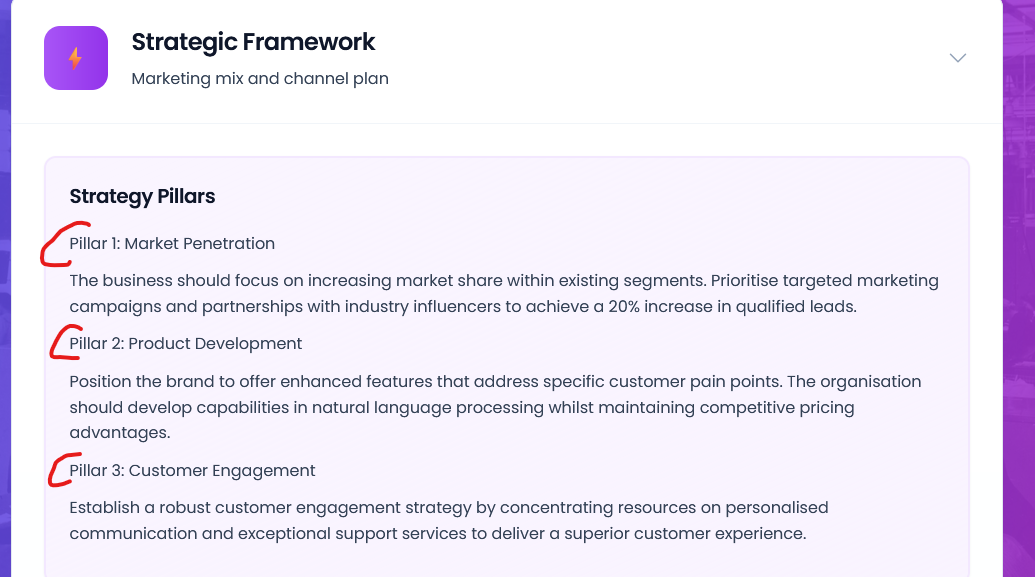 Strategic Framework
Marketing mix and channel plan
Strategy Pillars
Pillar 1: Market Penetration
The business should focus on increasing market share within existing segments. Prioritise targeted marketing
campaigns and partnerships with industry influencers to achieve a 20% increase in qualified leads.
Pillar 2: Product Development
Position the brand to offer enhanced features that address specific customer pain points. The organisation
should develop capabilities in natural language processing whilst maintaining competitive pricing
advantages.
Pillar 3: Customer Engagement
Establish a robust customer engagement strategy by concentrating resources on personalised
communication and exceptional support services to deliver a superior customer experience.